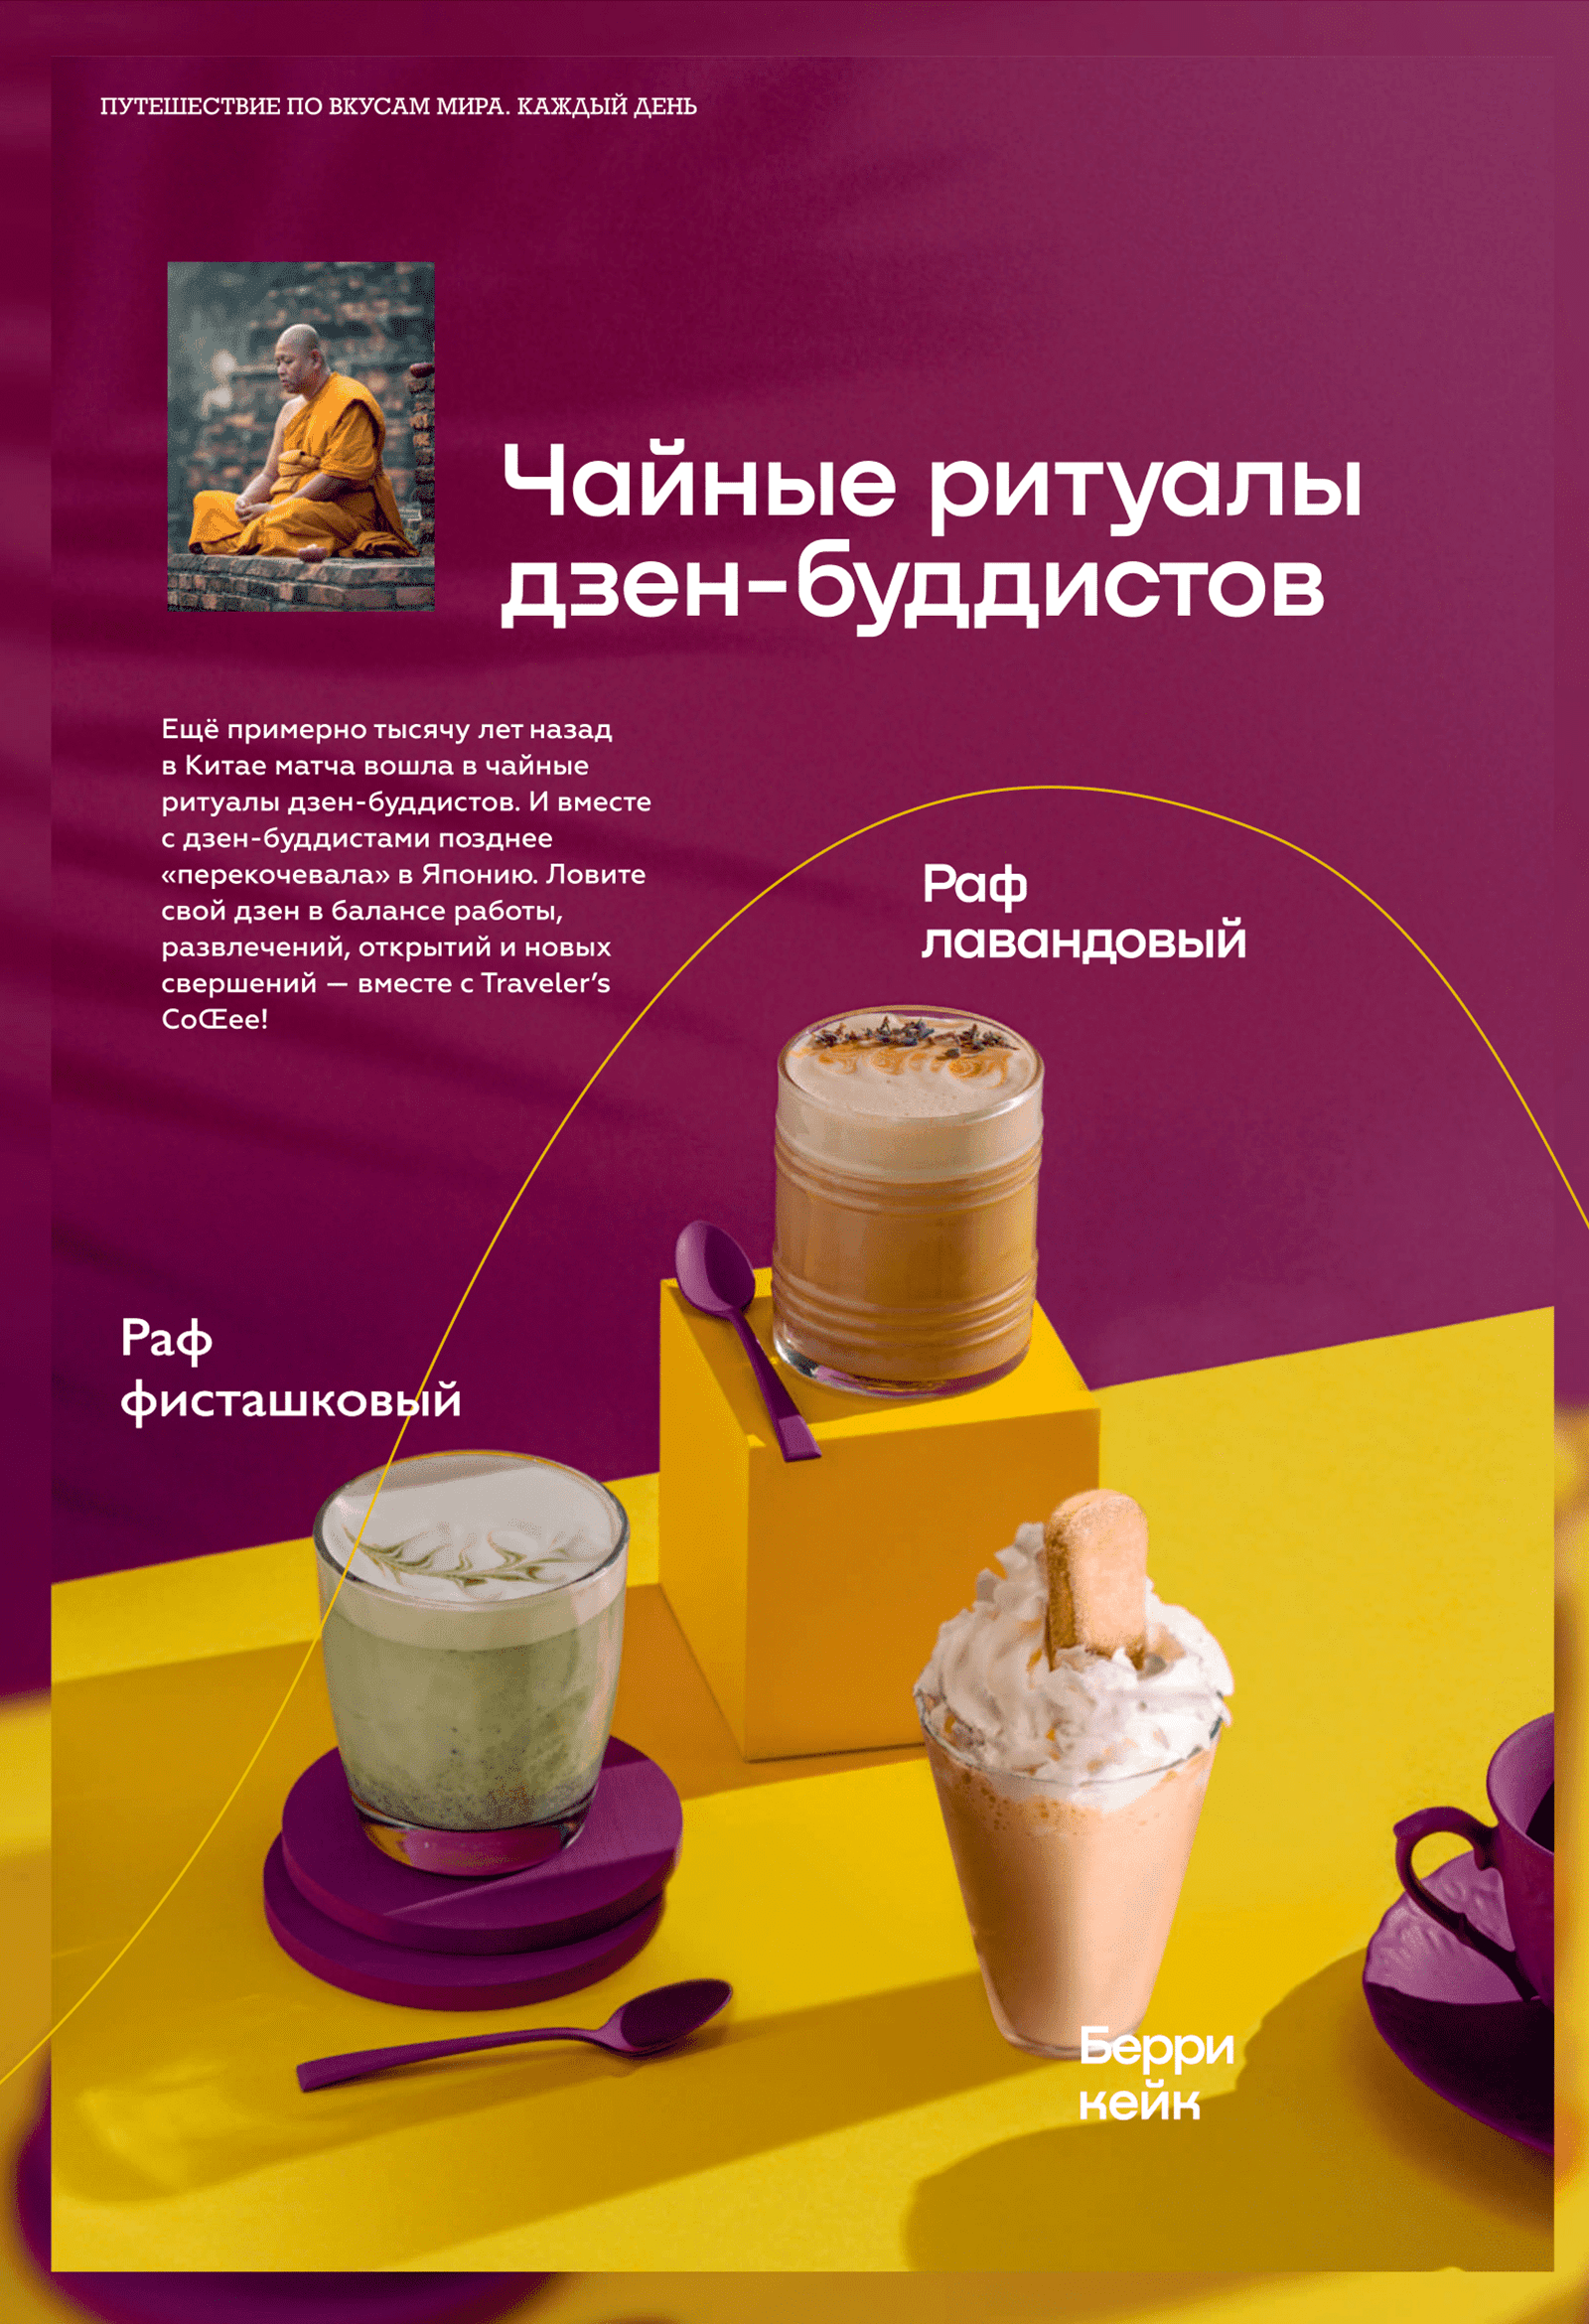 ПУТЕШЕСТВИЕ ПО ВКУСАМ МИРА. КАЖДЫЙ ДЕНЬ
Чайные ритуалы
дзен-буддистов
Ещё примерно тысячу лет назад
в Китае матча вошла в чайные
ритуалы дзен-буддистов. И вместе
с дзен-буддистами позднее
«перекочевала» в Японию. Ловите
свой дзен в балансе работы,
развлечений, открытий и новых
свершений — вместе с Traveler’s
CoŒee!
Раф
лавандовый
Раф
фисташковый
Берри
кейк